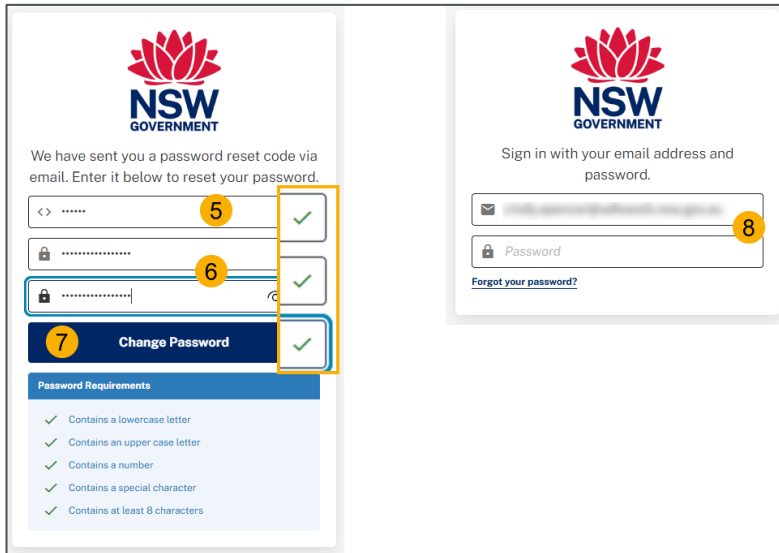 NSW
GOVERNMENT
We have sent you a password reset code via
email. Enter it below to reset your password.
5
6
7 Change Password
Password Requirements
Contains a lowercase letter
Contains an upper case letter
Contains a number
Contains a special character
Contains at least 8 characters
NSW
GOVERNMENT
Sign in with your email address and
password.
8
Password
Forgot your password?